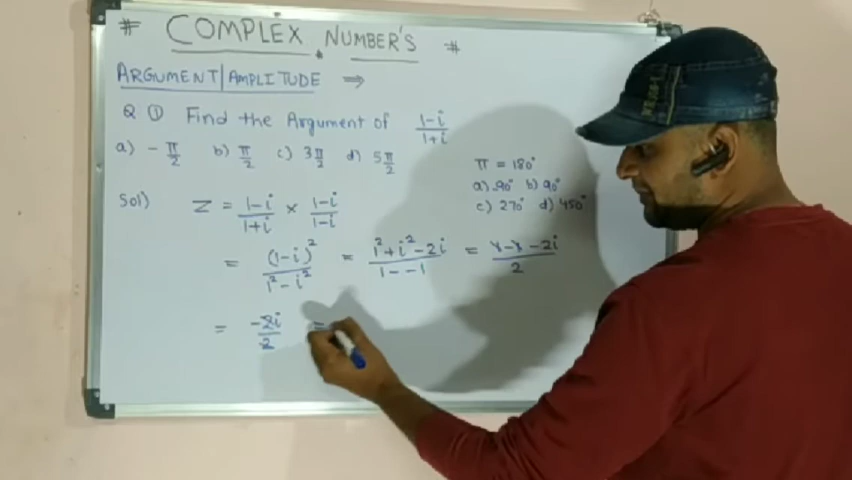 # COMPLEX NUMBER'S #
ARGUMENT|AMPLITUDE ⇒
Q ① Find the Argument of (1-i)/(1+i)
a) -π/2 b) π/2 c) 3π/2 d) 5π/2
π = 180°
a) -90° b) 90°
c) 270° d) 450°
Sol) Z = (1-i)/(1+i) × (1-i)/(1-i)
= (1-i)²/(1²-i²) = (1²+i²-2i)/(1--1) = (1-1-2i)/2
= -2i/2 =